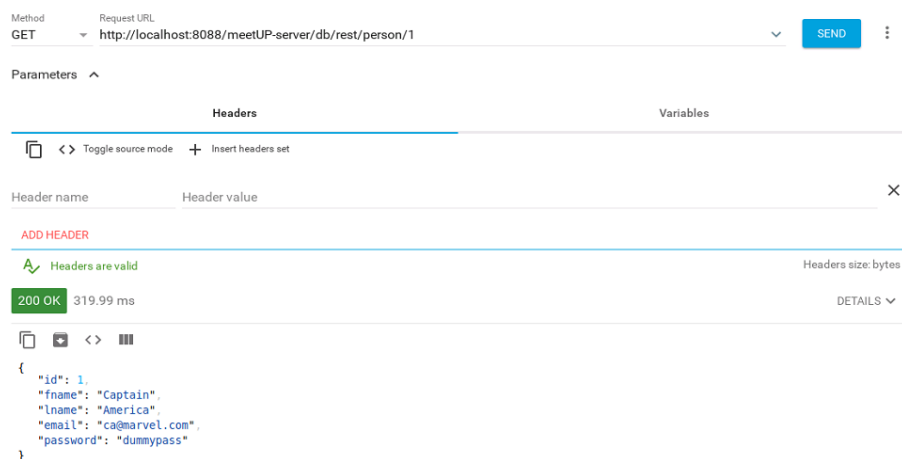 Method
Request URL
GET
http://localhost:8088/meetUP-server/db/rest/person/1
SEND
Parameters
Headers
Variables
Toggle source mode
Insert headers set
Header name
Header value
ADD HEADER
Headers are valid
Headers size: bytes
200 OK
319.99 ms
DETAILS
{
"id": 1,
"fname": "Captain",
"lname": "America",
"email": "ca@marvel.com",
"password": "dummypass"
}